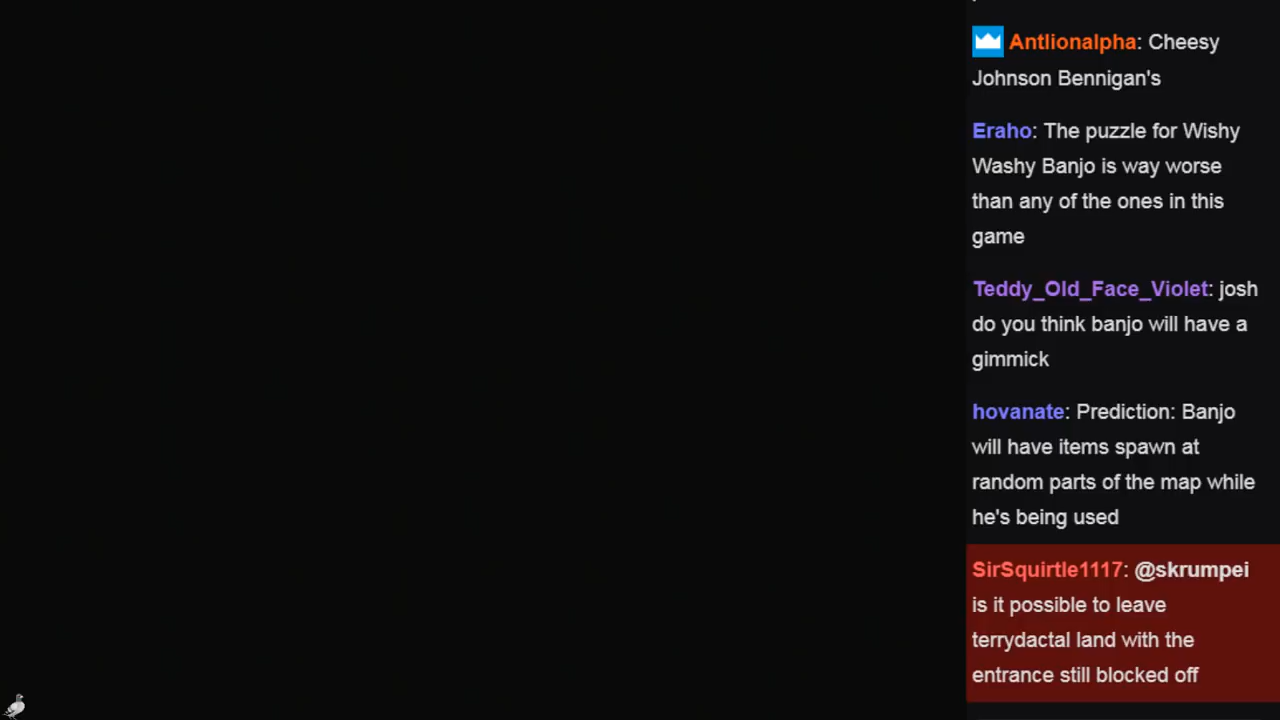 Antlionalpha: Cheesy
Johnson Bennigan's
Eraho: The puzzle for Wishy
Washy Banjo is way worse
than any of the ones in this
game
Teddy_Old_Face_Violet: josh
do you think banjo will have a
gimmick
hovanate: Prediction: Banjo
will have items spawn at
random parts of the map while
he's being used
SirSquirtle1117: @skrumpei
is it possible to leave
terrydactal land with the
entrance still blocked off